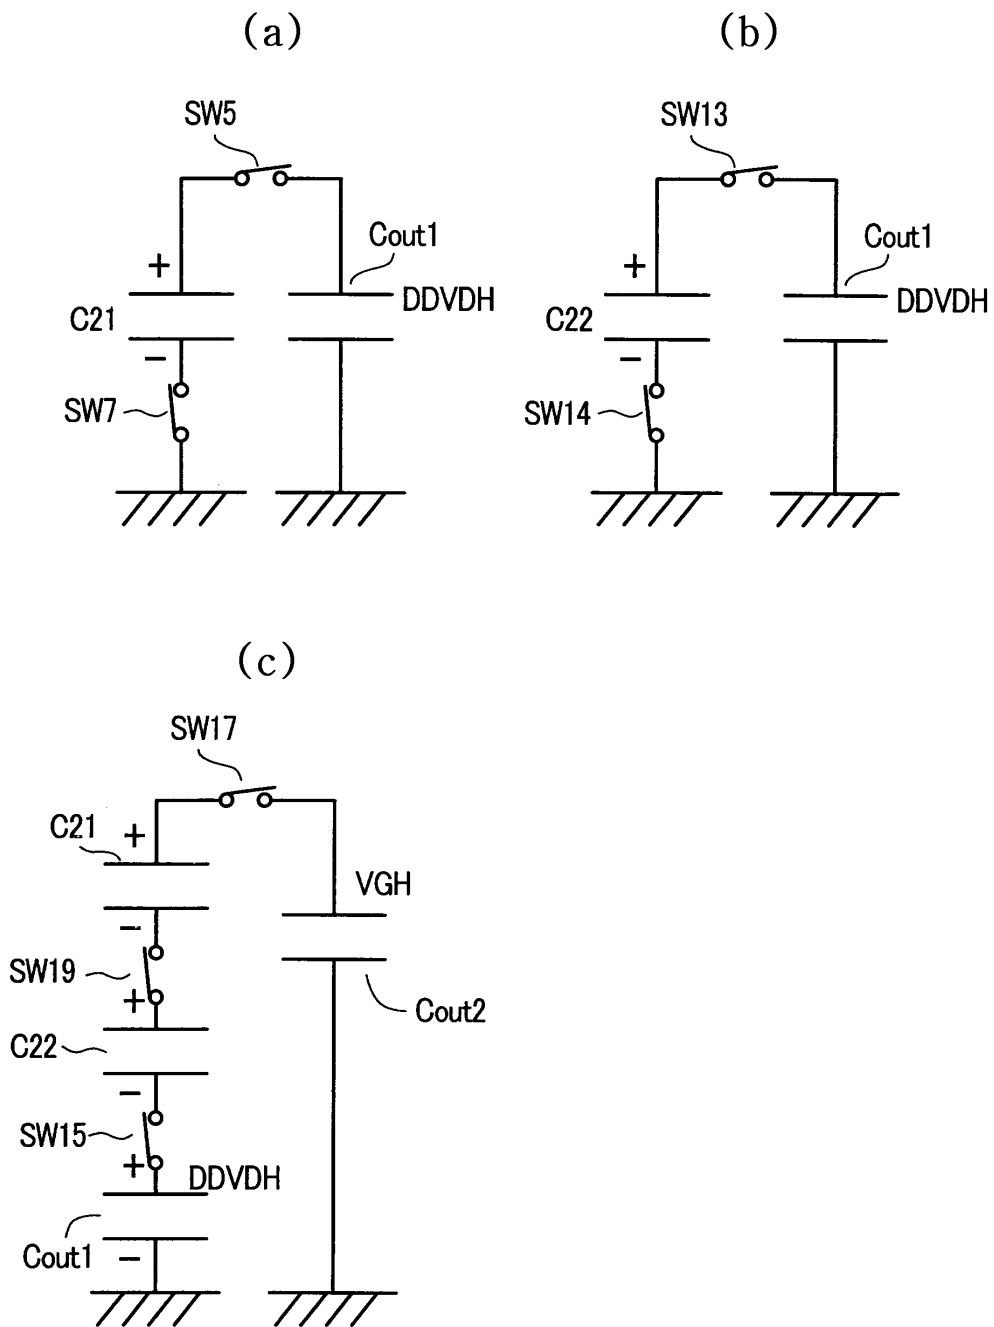 (a)
(b)
SW5
SW13
Cout1
Cout1
+
+
DDVDH
DDVDH
C21
C22
−
−
SW7
SW14
(c)
SW17
C21
+
VGH
−
SW19
+
Cout2
C22
−
SW15
+
DDVDH
Cout1
−